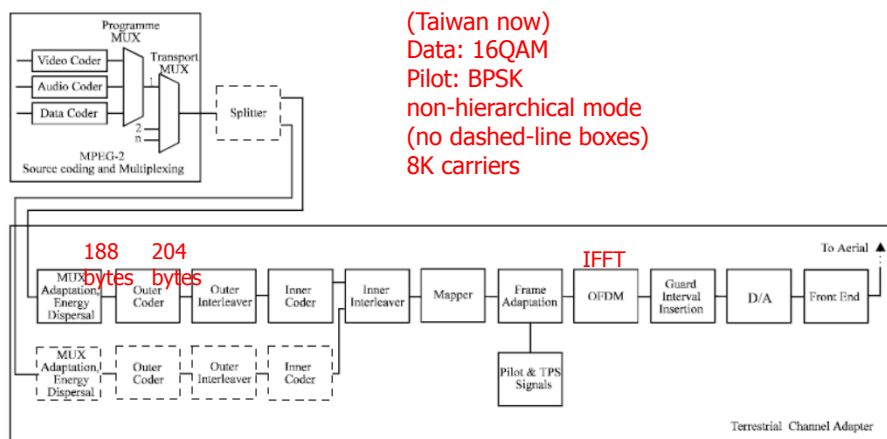 Programme
MUX
Video Coder
Audio Coder
Data Coder
Transport
MUX
1
2
n
MPEG-2
Source coding and Multiplexing
Splitter
(Taiwan now)
Data: 16QAM
Pilot: BPSK
non-hierarchical mode
(no dashed-line boxes)
8K carriers
To Aerial
188
bytes
204
bytes
IFFT
MUX
Adaptation,
Energy
Dispersal
Outer
Coder
Outer
Interleaver
Inner
Coder
Inner
Interleaver
Mapper
Frame
Adaptation
OFDM
Guard
Interval
Insertion
D/A
Front End
MUX
Adaptation,
Energy
Dispersal
Outer
Coder
Outer
Interleaver
Inner
Coder
Pilot & TPS
Signals
Terrestrial Channel Adapter